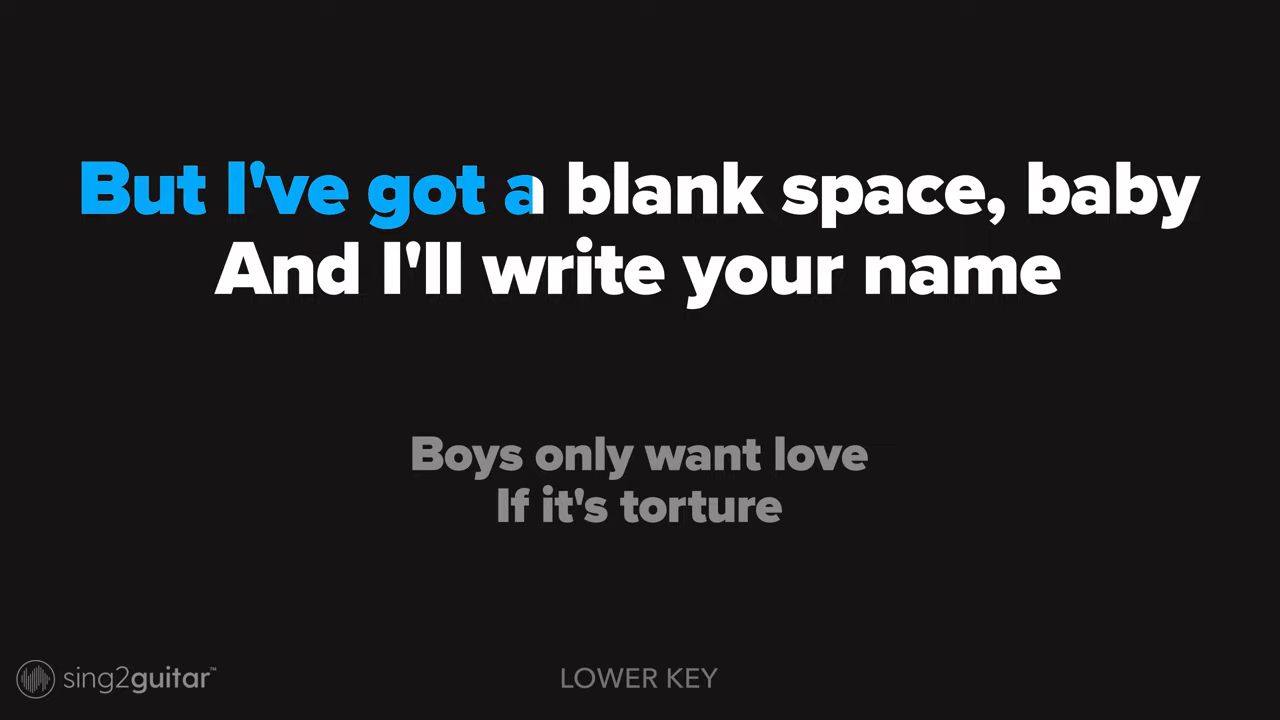 But I've got a blank space, baby
And I'll write your name
Boys only want love
If it's torture
sing2guitar™
LOWER KEY